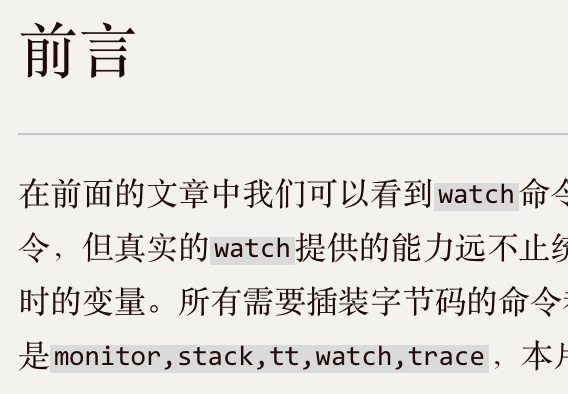 前言
在前面的文章中我们可以看到watch命令
令，但真实的watch提供的能力远不止
时的变量。所有需要插装字节码的命令
是monitor,stack,tt,watch,trace，本